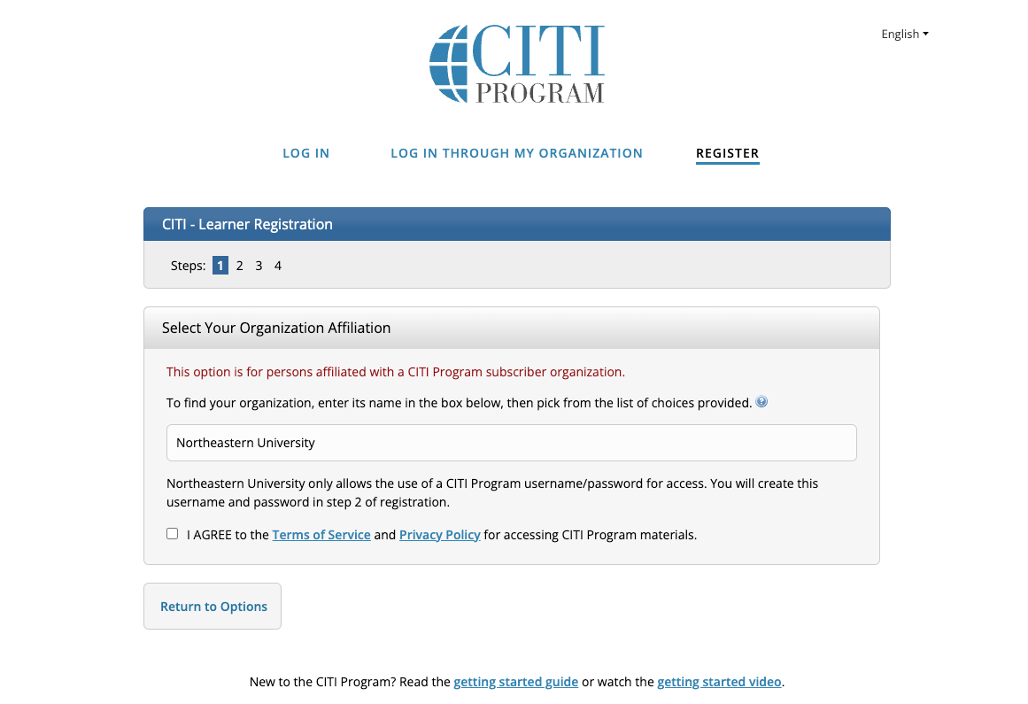 CITI
PROGRAM
English
LOG IN
LOG IN THROUGH MY ORGANIZATION
REGISTER
CITI - Learner Registration
Steps: 1 2 3 4
Select Your Organization Affiliation
This option is for persons affiliated with a CITI Program subscriber organization.
To find your organization, enter its name in the box below, then pick from the list of choices provided. ?
Northeastern University
Northeastern University only allows the use of a CITI Program username/password for access. You will create this
username and password in step 2 of registration.
I AGREE to the Terms of Service and Privacy Policy for accessing CITI Program materials.
Return to Options
New to the CITI Program? Read the getting started guide or watch the getting started video.